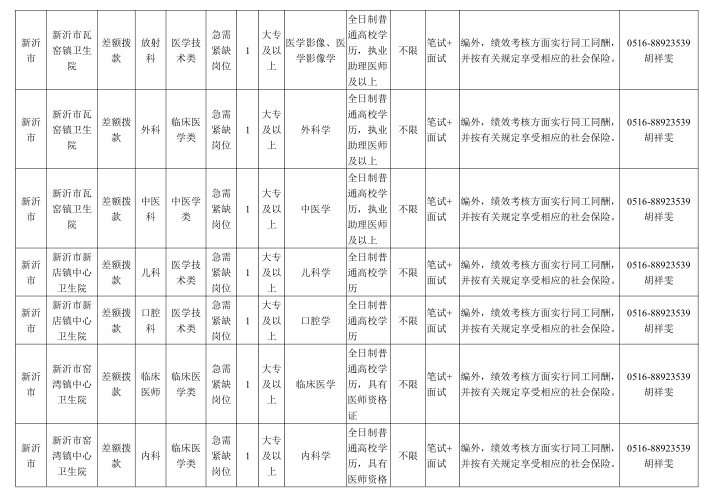 新沂市 新沂市瓦窑镇卫生院 差额拨款 放射科 医学技术类 急需紧缺岗位 1 大专及以上 医学影像、医学影像学 全日制普通高校学历，执业助理医师及以上 不限 笔试+面试 编外，绩效考核方面实行同工同酬，并按有关规定享受相应的社会保险。 0516-88923539 胡祥雯
新沂市 新沂市瓦窑镇卫生院 差额拨款 外科 临床医学类 急需紧缺岗位 1 大专及以上 外科学 全日制普通高校学历，执业助理医师及以上 不限 笔试+面试 编外，绩效考核方面实行同工同酬，并按有关规定享受相应的社会保险。 0516-88923539 胡祥雯
新沂市 新沂市瓦窑镇卫生院 差额拨款 中医科 中医学类 急需紧缺岗位 1 大专及以上 中医学 全日制普通高校学历，执业助理医师及以上 不限 笔试+面试 编外，绩效考核方面实行同工同酬，并按有关规定享受相应的社会保险。 0516-88923539 胡祥雯
新沂市 新沂市新店镇中心卫生院 差额拨款 儿科 医学技术类 急需紧缺岗位 1 大专及以上 儿科学 全日制普通高校学历 不限 笔试+面试 编外，绩效考核方面实行同工同酬，并按有关规定享受相应的社会保险。 0516-88923539 胡祥雯
新沂市 新沂市新店镇中心卫生院 差额拨款 口腔科 医学技术类 急需紧缺岗位 1 大专及以上 口腔学 全日制普通高校学历 不限 笔试+面试 编外，绩效考核方面实行同工同酬，并按有关规定享受相应的社会保险。 0516-88923539 胡祥雯
新沂市 新沂市窑湾镇中心卫生院 差额拨款 临床医师 临床医学类 急需紧缺岗位 1 大专及以上 临床医学 全日制普通高校学历，具有医师资格证 不限 笔试+面试 编外，绩效考核方面实行同工同酬，并按有关规定享受相应的社会保险。 0516-88923539 胡祥雯
新沂市 新沂市窑湾镇中心卫生院 差额拨款 内科 临床医学类 急需紧缺岗位 1 大专及以上 内科学 全日制普通高校学历，具有医师资格 不限 笔试+面试 编外，绩效考核方面实行同工同酬，并按有关规定享受相应的社会保险。 0516-88923539 胡祥雯